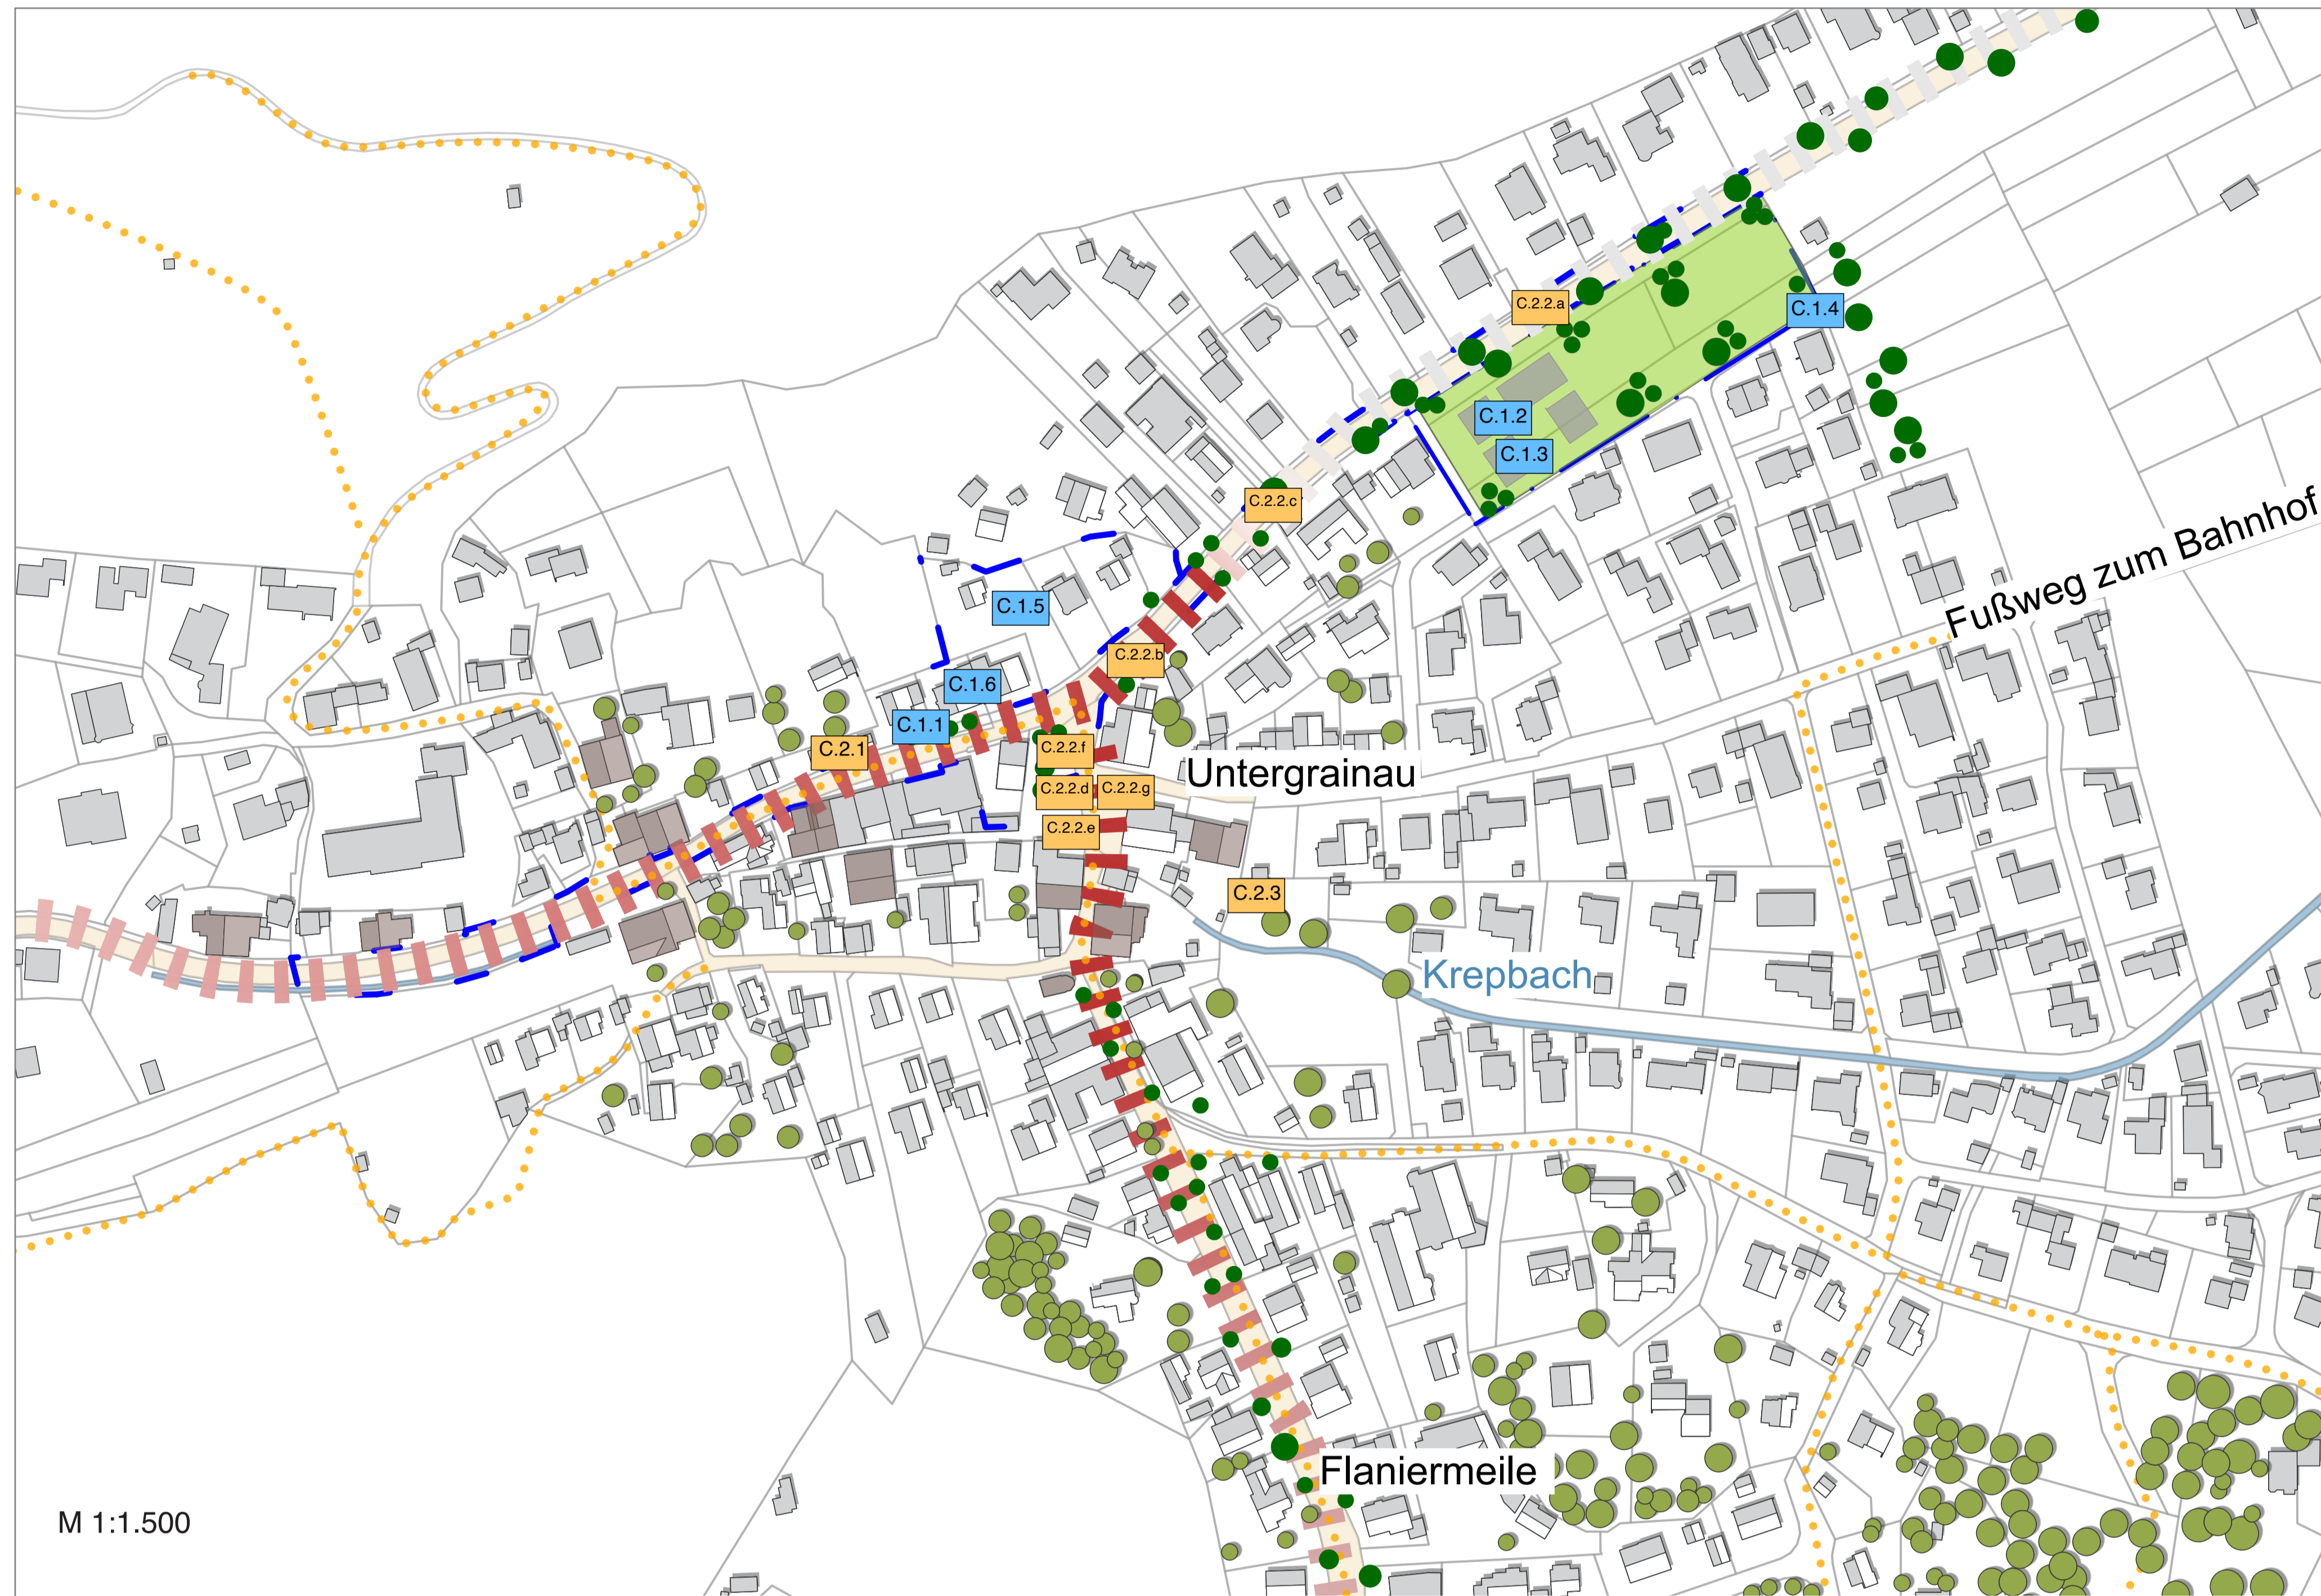 C.2.2.a
C.1.4
C.1.2
C.1.3
C.2.2.c
Fußweg zum Bahnhof
C.1.5
C.2.2.b
C.1.6
C.1.1
C.2.1
C.2.2.f
Untergrainau
C.2.2.d
C.2.2.g
C.2.2.e
C.2.3
Krepbach
Flaniermeile
M 1:1.500